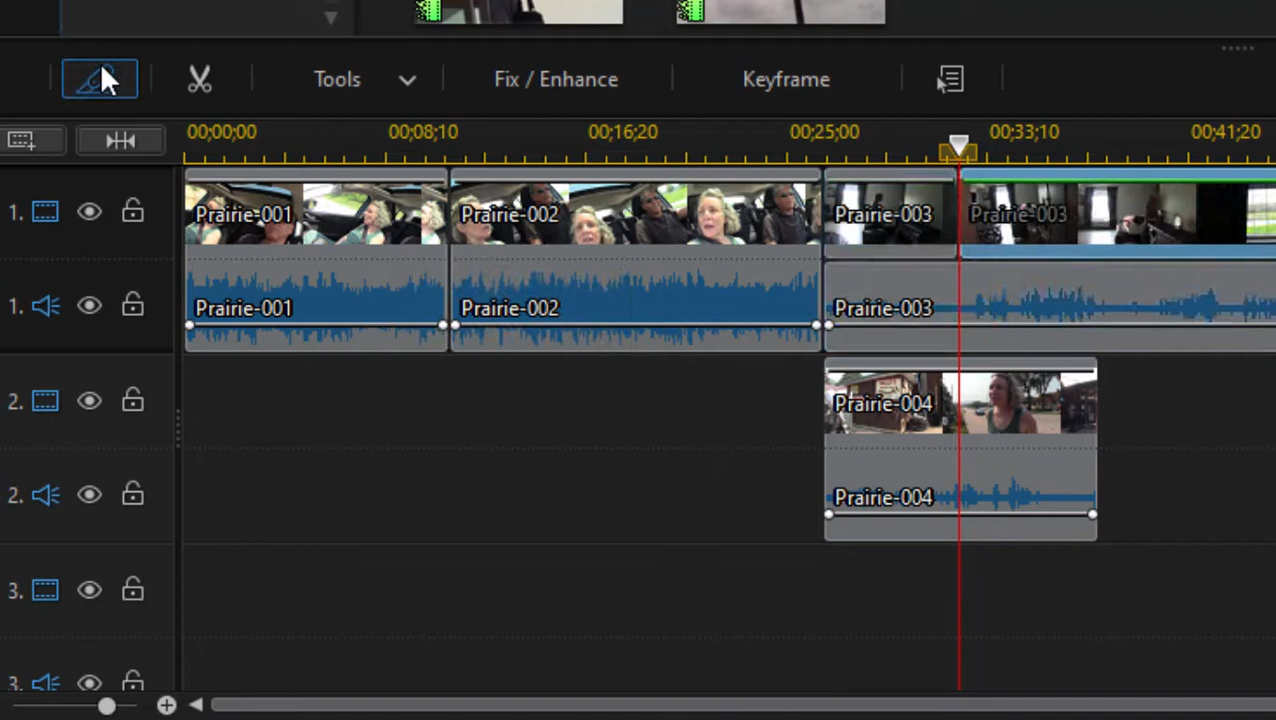 Tools Fix / Enhance Keyframe
00;00;00 00;08;10 00;16;20 00;25;00 00;33;10 00;41;20
1. Prairie-001 Prairie-002 Prairie-003 Prairie-003
1. Prairie-001 Prairie-002 Prairie-003
2. Prairie-004
2. Prairie-004
3.
3.